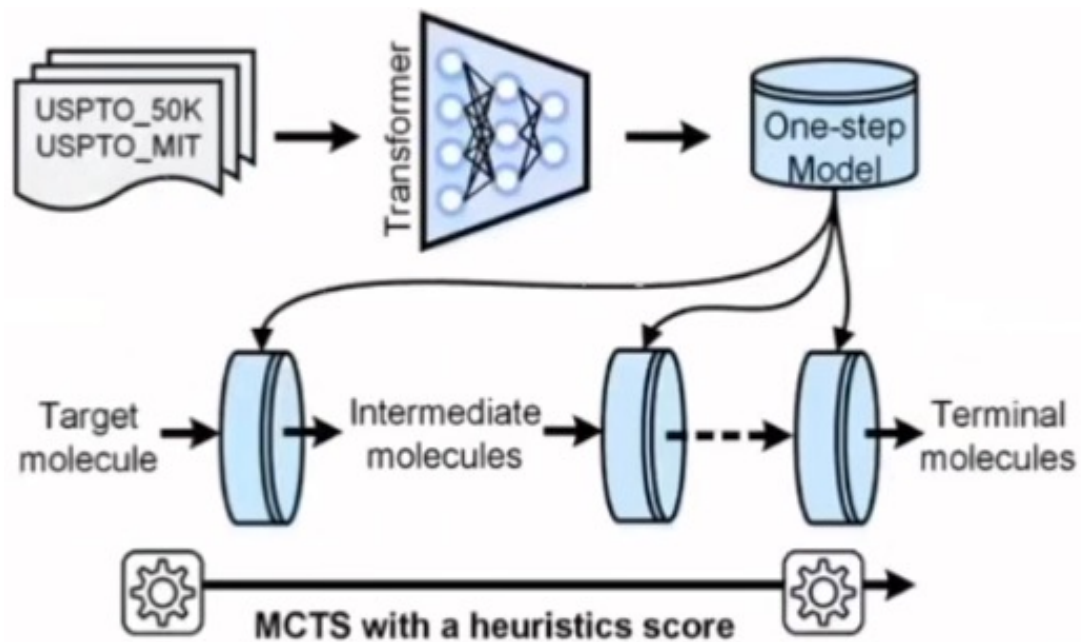 USPTO_50K
USPTO_MIT
Transformer
One-step
Model
Target
molecule
Intermediate
molecules
Terminal
molecules
MCTS with a heuristics score